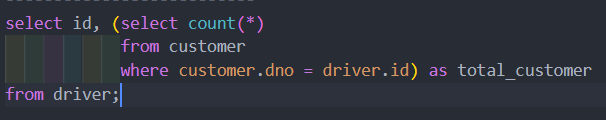 select id, (select count(*)
from customer
where customer.dno = driver.id) as total_customer
from driver;